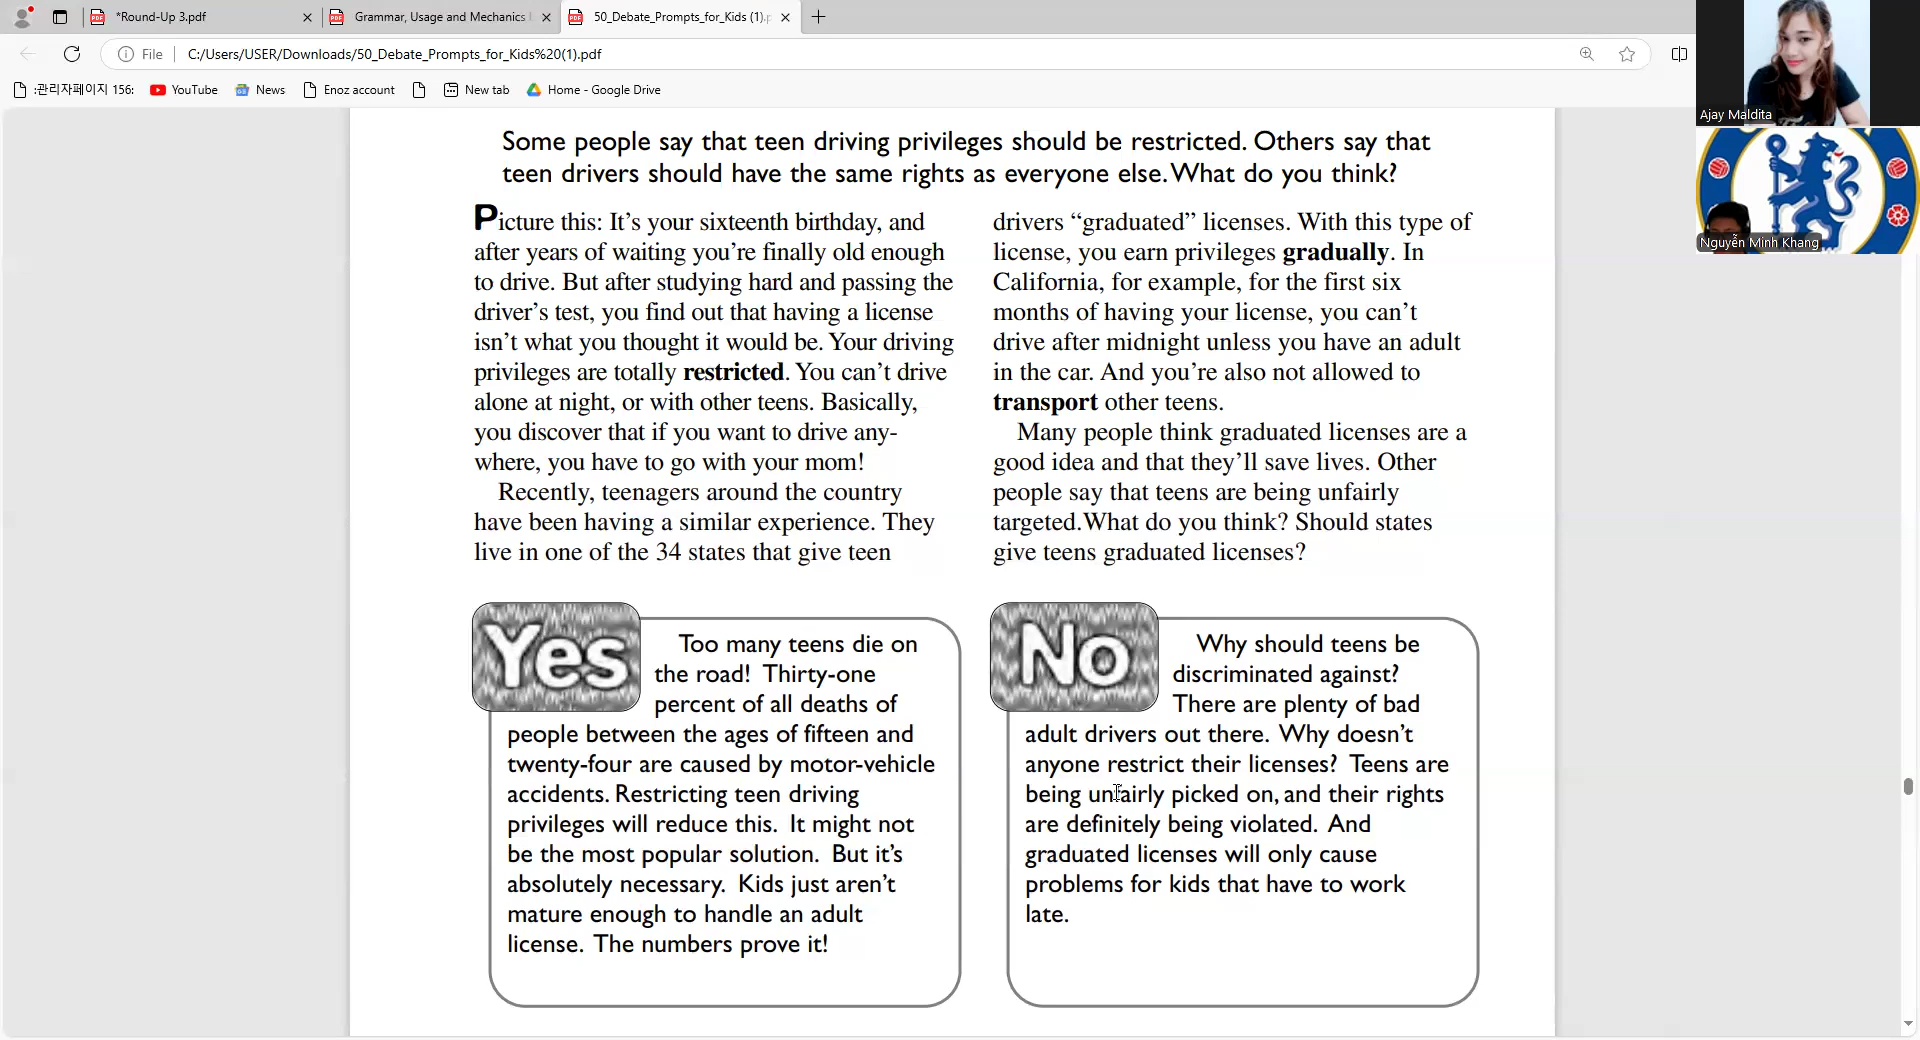 *Round-Up 3.pdf
Grammar, Usage and Mechanics
50_Debate_Prompts_for_Kids (1).p
File
C:/Users/USER/Downloads/50_Debate_Prompts_for_Kids%20(1).pdf
:관리자페이지 156:
YouTube
News
Enoz account
New tab
Home - Google Drive
Ajay Maldita
Nguyễn Minh Khang
Some people say that teen driving privileges should be restricted. Others say that
teen drivers should have the same rights as everyone else. What do you think?
Picture this: It’s your sixteenth birthday, and
after years of waiting you’re finally old enough
to drive. But after studying hard and passing the
driver’s test, you find out that having a license
isn’t what you thought it would be. Your driving
privileges are totally restricted. You can’t drive
alone at night, or with other teens. Basically,
you discover that if you want to drive any-
where, you have to go with your mom!
Recently, teenagers around the country
have been having a similar experience. They
live in one of the 34 states that give teen
drivers “graduated” licenses. With this type of
license, you earn privileges gradually. In
California, for example, for the first six
months of having your license, you can’t
drive after midnight unless you have an adult
in the car. And you’re also not allowed to
transport other teens.
Many people think graduated licenses are a
good idea and that they’ll save lives. Other
people say that teens are being unfairly
targeted.What do you think? Should states
give teens graduated licenses?
Yes
Too many teens die on
the road! Thirty-one
percent of all deaths of
people between the ages of fifteen and
twenty-four are caused by motor-vehicle
accidents. Restricting teen driving
privileges will reduce this. It might not
be the most popular solution. But it’s
absolutely necessary. Kids just aren’t
mature enough to handle an adult
license. The numbers prove it!
No
Why should teens be
discriminated against?
There are plenty of bad
adult drivers out there. Why doesn’t
anyone restrict their licenses? Teens are
being unfairly picked on, and their rights
are definitely being violated. And
graduated licenses will only cause
problems for kids that have to work
late.